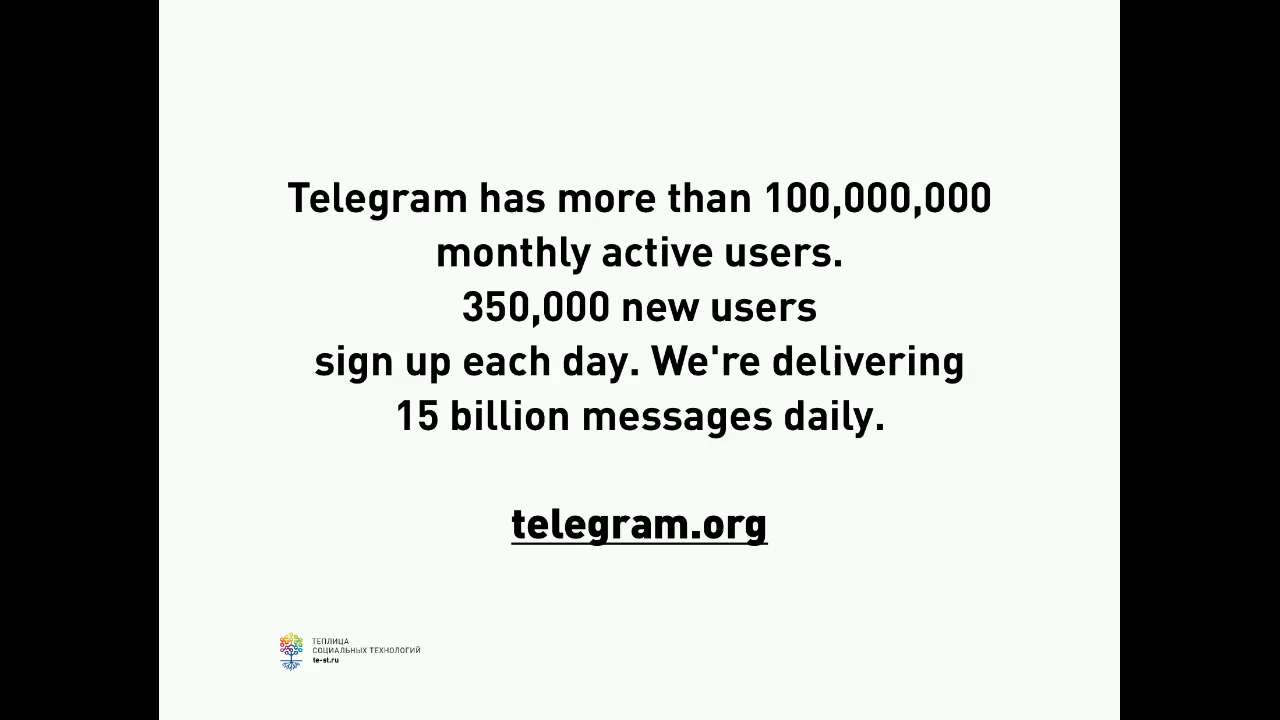 Telegram has more than 100,000,000
monthly active users.
350,000 new users
sign up each day. We're delivering
15 billion messages daily.
telegram.org
ТЕПЛИЦА
СОЦИАЛЬНЫХ ТЕХНОЛОГИЙ
te-st.ru